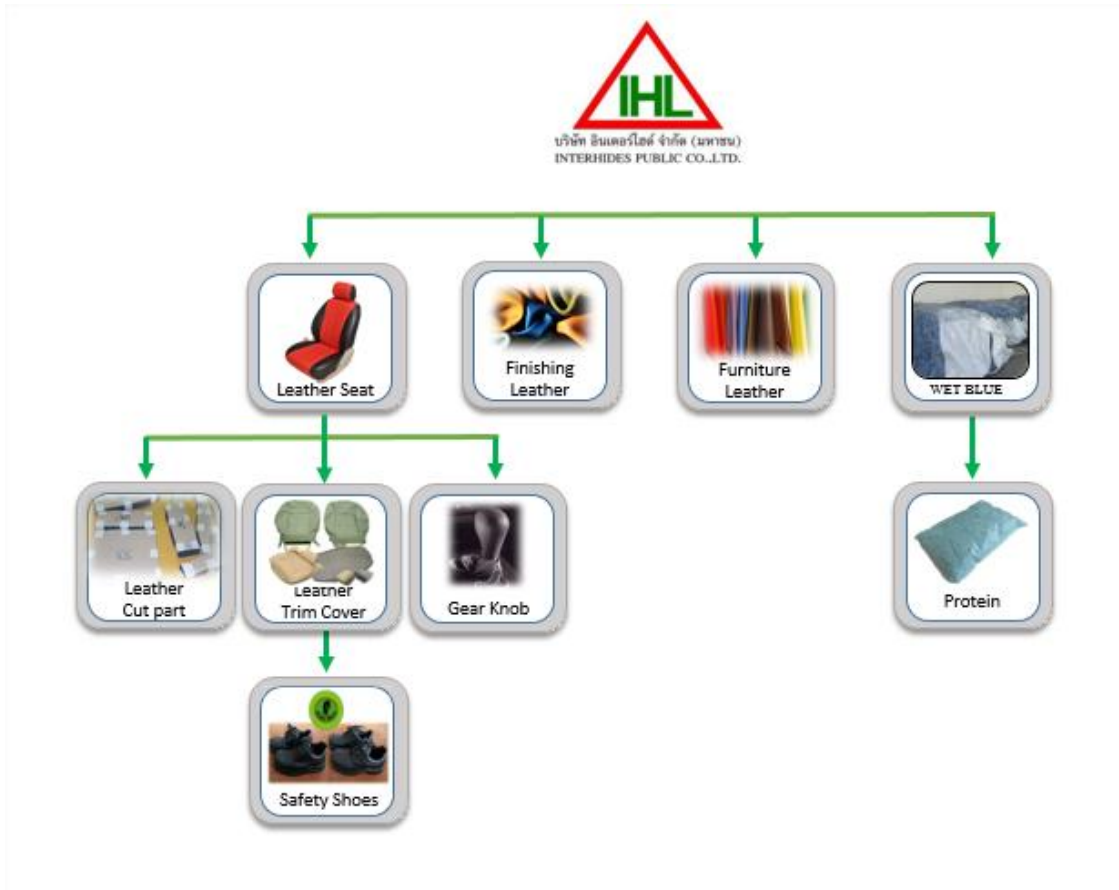 IHL
บริษัท อินเตอร์ไฮด์ จำกัด (มหาชน)
INTERHIDES PUBLIC CO.,LTD.
Leather Seat
Finishing
Leather
Furniture
Leather
WET BLUE
Leather
Cut part
Leather
Trim Cover
Gear Knob
Protein
Safety Shoes